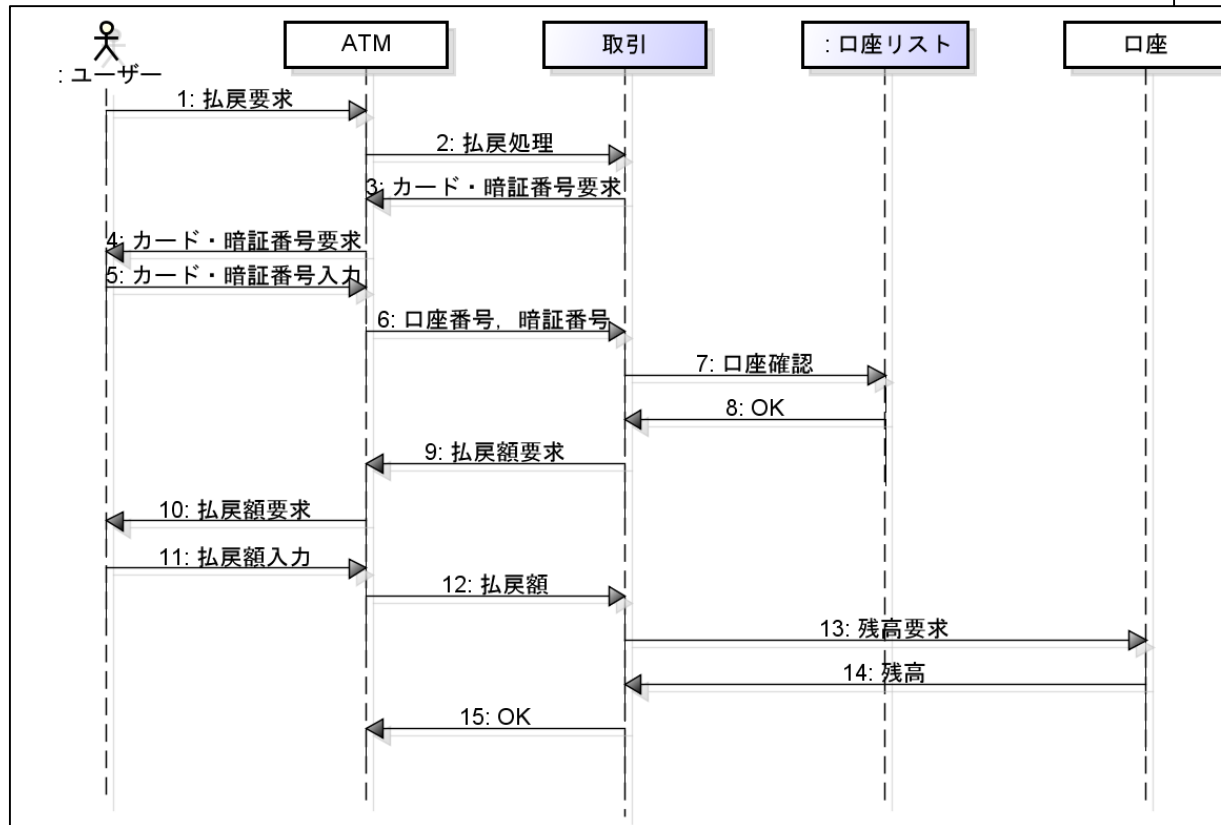 : ユーザー
ATM
取引
: 口座リスト
口座
1: 払戻要求
2: 払戻処理
3: カード・暗証番号要求
4: カード・暗証番号要求
5: カード・暗証番号入力
6: 口座番号，暗証番号
7: 口座確認
8: OK
9: 払戻額要求
10: 払戻額要求
11: 払戻額入力
12: 払戻額
13: 残高要求
14: 残高
15: OK